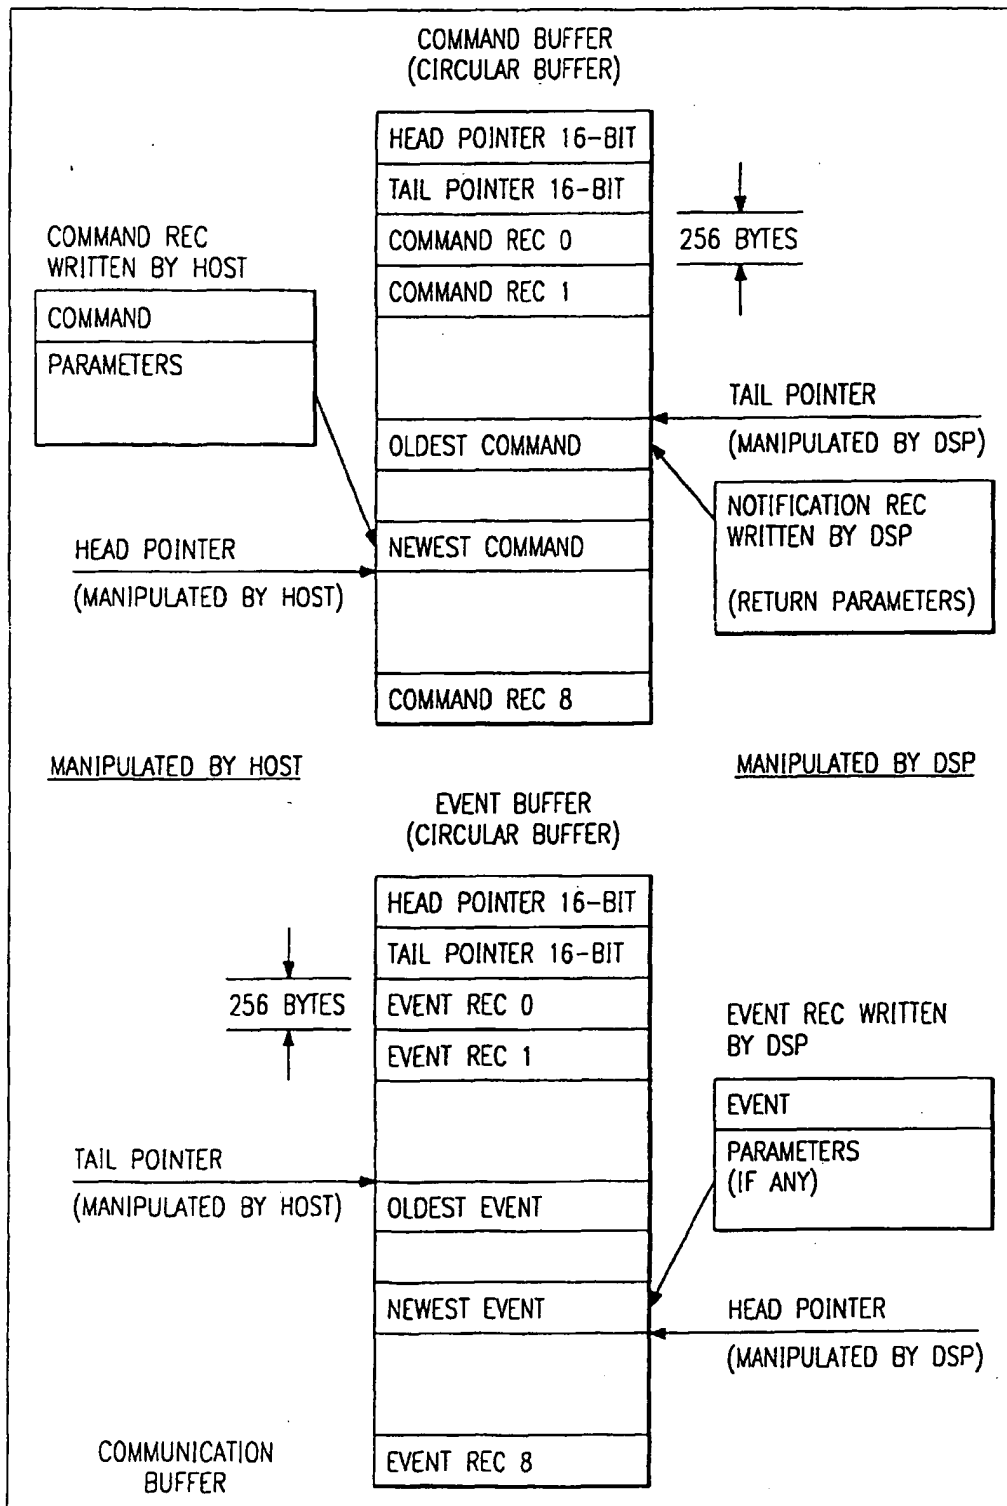 COMMAND BUFFER
(CIRCULAR BUFFER)
HEAD POINTER 16-BIT
TAIL POINTER 16-BIT
COMMAND REC 0
COMMAND REC 1
256 BYTES
COMMAND REC
WRITTEN BY HOST
COMMAND
PARAMETERS
TAIL POINTER
(MANIPULATED BY DSP)
OLDEST COMMAND
NOTIFICATION REC
WRITTEN BY DSP
(RETURN PARAMETERS)
NEWEST COMMAND
HEAD POINTER
(MANIPULATED BY HOST)
COMMAND REC 8
MANIPULATED BY HOST
MANIPULATED BY DSP
EVENT BUFFER
(CIRCULAR BUFFER)
HEAD POINTER 16-BIT
TAIL POINTER 16-BIT
256 BYTES
EVENT REC 0
EVENT REC 1
EVENT REC WRITTEN
BY DSP
EVENT
PARAMETERS
(IF ANY)
TAIL POINTER
(MANIPULATED BY HOST)
OLDEST EVENT
NEWEST EVENT
HEAD POINTER
(MANIPULATED BY DSP)
EVENT REC 8
COMMUNICATION
BUFFER